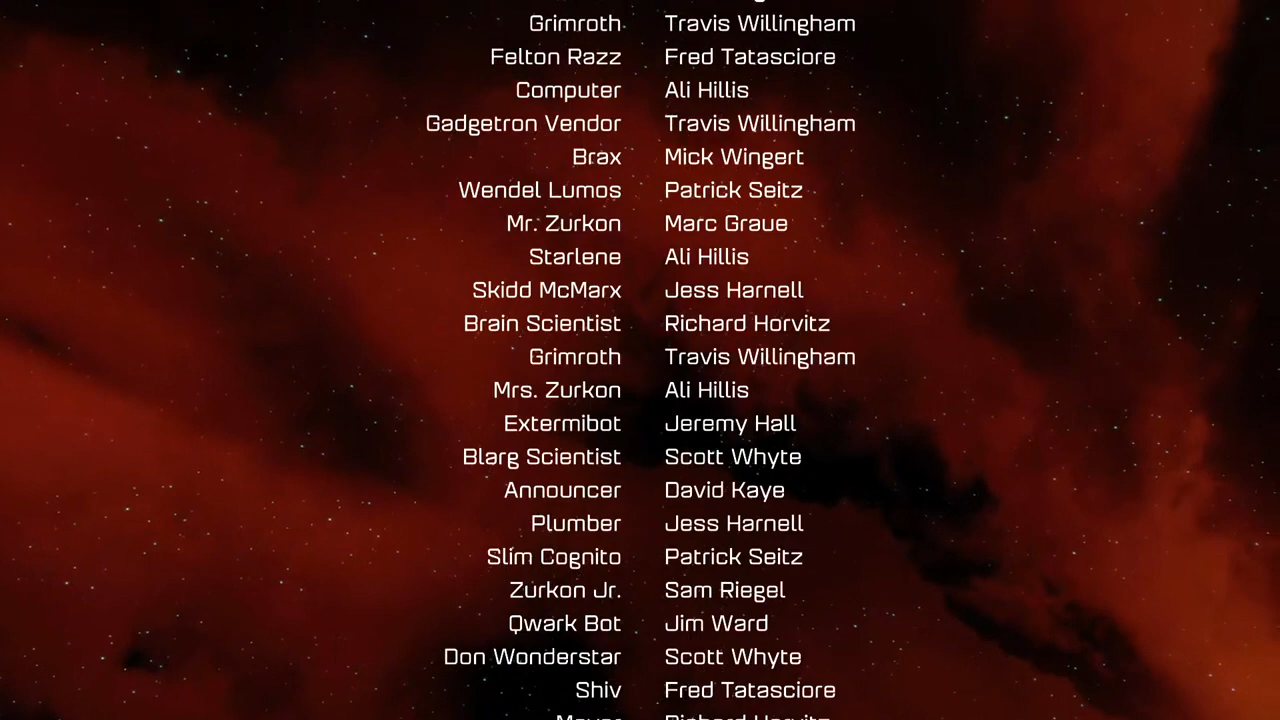 Grimroth Travis Willingham
Felton Razz Fred Tatasciore
Computer Ali Hillis
Gadgetron Vendor Travis Willingham
Brax Mick Wingert
Wendel Lumos Patrick Seitz
Mr. Zurkon Marc Graue
Starlene Ali Hillis
Skidd McMarx Jess Harnell
Brain Scientist Richard Horvitz
Grimroth Travis Willingham
Mrs. Zurkon Ali Hillis
Extermibot Jeremy Hall
Blarg Scientist Scott Whyte
Announcer David Kaye
Plumber Jess Harnell
Slim Cognito Patrick Seitz
Zurkon Jr. Sam Riegel
Qwark Bot Jim Ward
Don Wonderstar Scott Whyte
Shiv Fred Tatasciore
Richard Horvitz